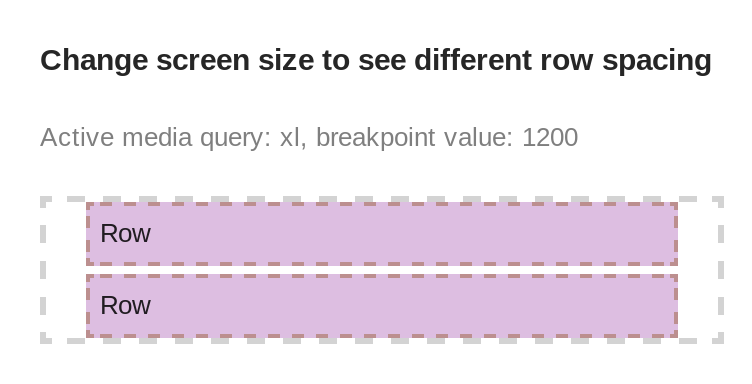 Change screen size to see different row spacing
Active media query: xl, breakpoint value: 1200
Row
Row